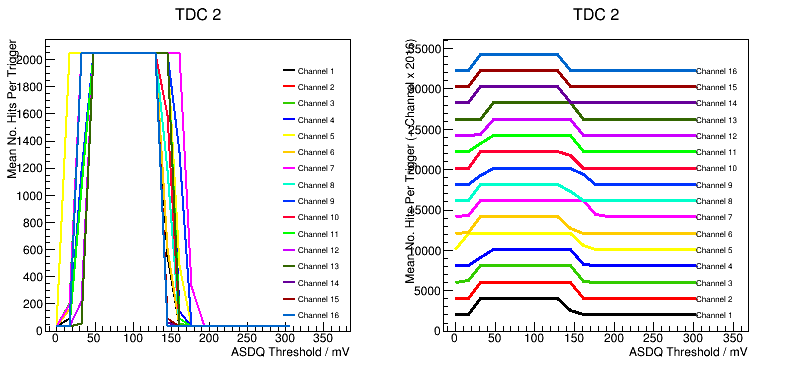 TDC 2
Mean No. Hits Per Trigger
2000
1800
1600
1400
1200
1000
800
600
400
200
0
0 50 100 150 200 250 300 350
ASDQ Threshold / mV
Channel 1
Channel 2
Channel 3
Channel 4
Channel 5
Channel 6
Channel 7
Channel 8
Channel 9
Channel 10
Channel 11
Channel 12
Channel 13
Channel 14
Channel 15
Channel 16
TDC 2
Mean No. Hits Per Trigger (+ Channel x 2016)
35000
30000
25000
20000
15000
10000
5000
0
0 50 100 150 200 250 300 350
ASDQ Threshold / mV
Channel 16
Channel 15
Channel 14
Channel 13
Channel 12
Channel 11
Channel 10
Channel 9
Channel 8
Channel 7
Channel 6
Channel 5
Channel 4
Channel 3
Channel 2
Channel 1